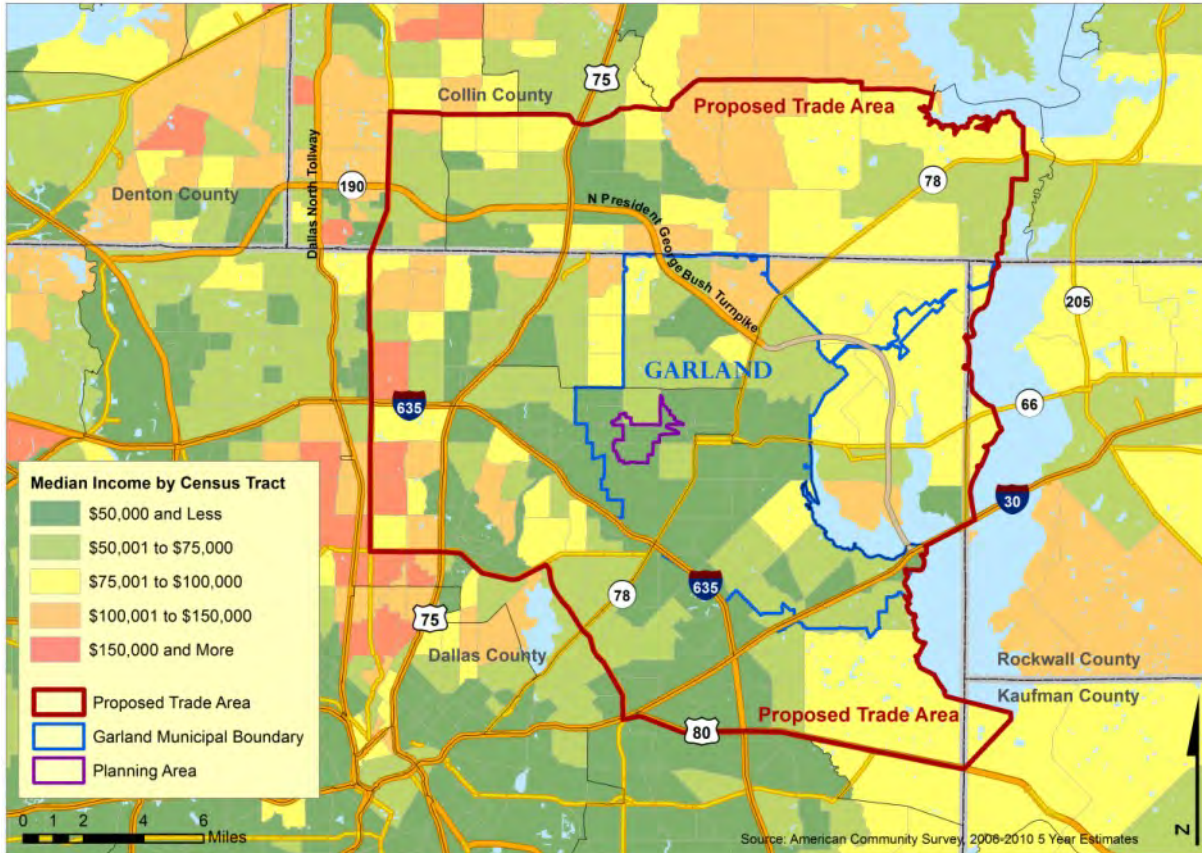 75
Collin County
Proposed Trade Area
Dallas North Tollway
78
Denton County
190
N President George Bush Turnpike
205
GARLAND
635
66
Median Income by Census Tract
$50,000 and Less
$50,001 to $75,000
$75,001 to $100,000
$100,001 to $150,000
$150,000 and More
Proposed Trade Area
Garland Municipal Boundary
Planning Area
0 1 2 4 6
Miles
30
635
78
75
Dallas County
Rockwall County
Kaufman County
Proposed Trade Area
80
N
Source: American Community Survey, 2006-2010 5 Year Estimates